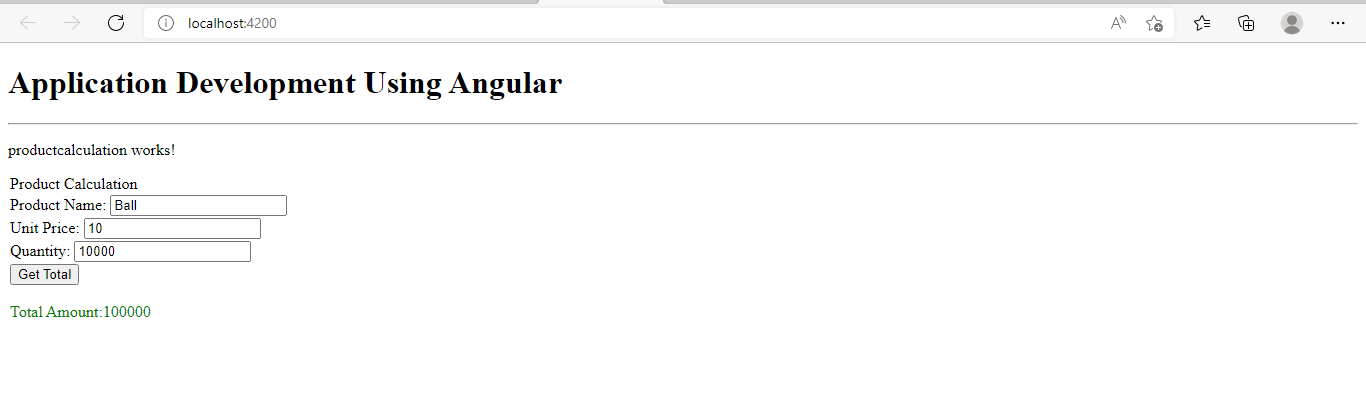 localhost:4200
Application Development Using Angular
productcalculation works!
Product Calculation
Product Name: Ball
Unit Price: 10
Quantity: 10000
Get Total
Total Amount:100000